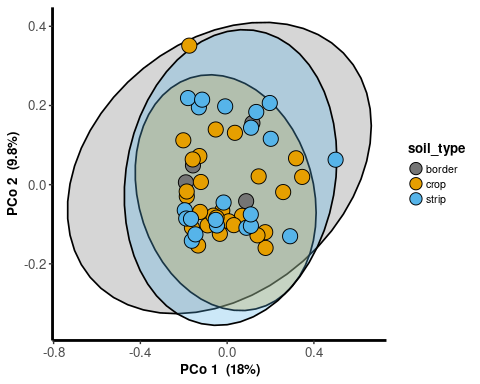 0.4
0.2
0.0
-0.2
PCo 2 (9.8%)
-0.8
-0.4
0.0
0.4
PCo 1 (18%)
soil_type
border
crop
strip